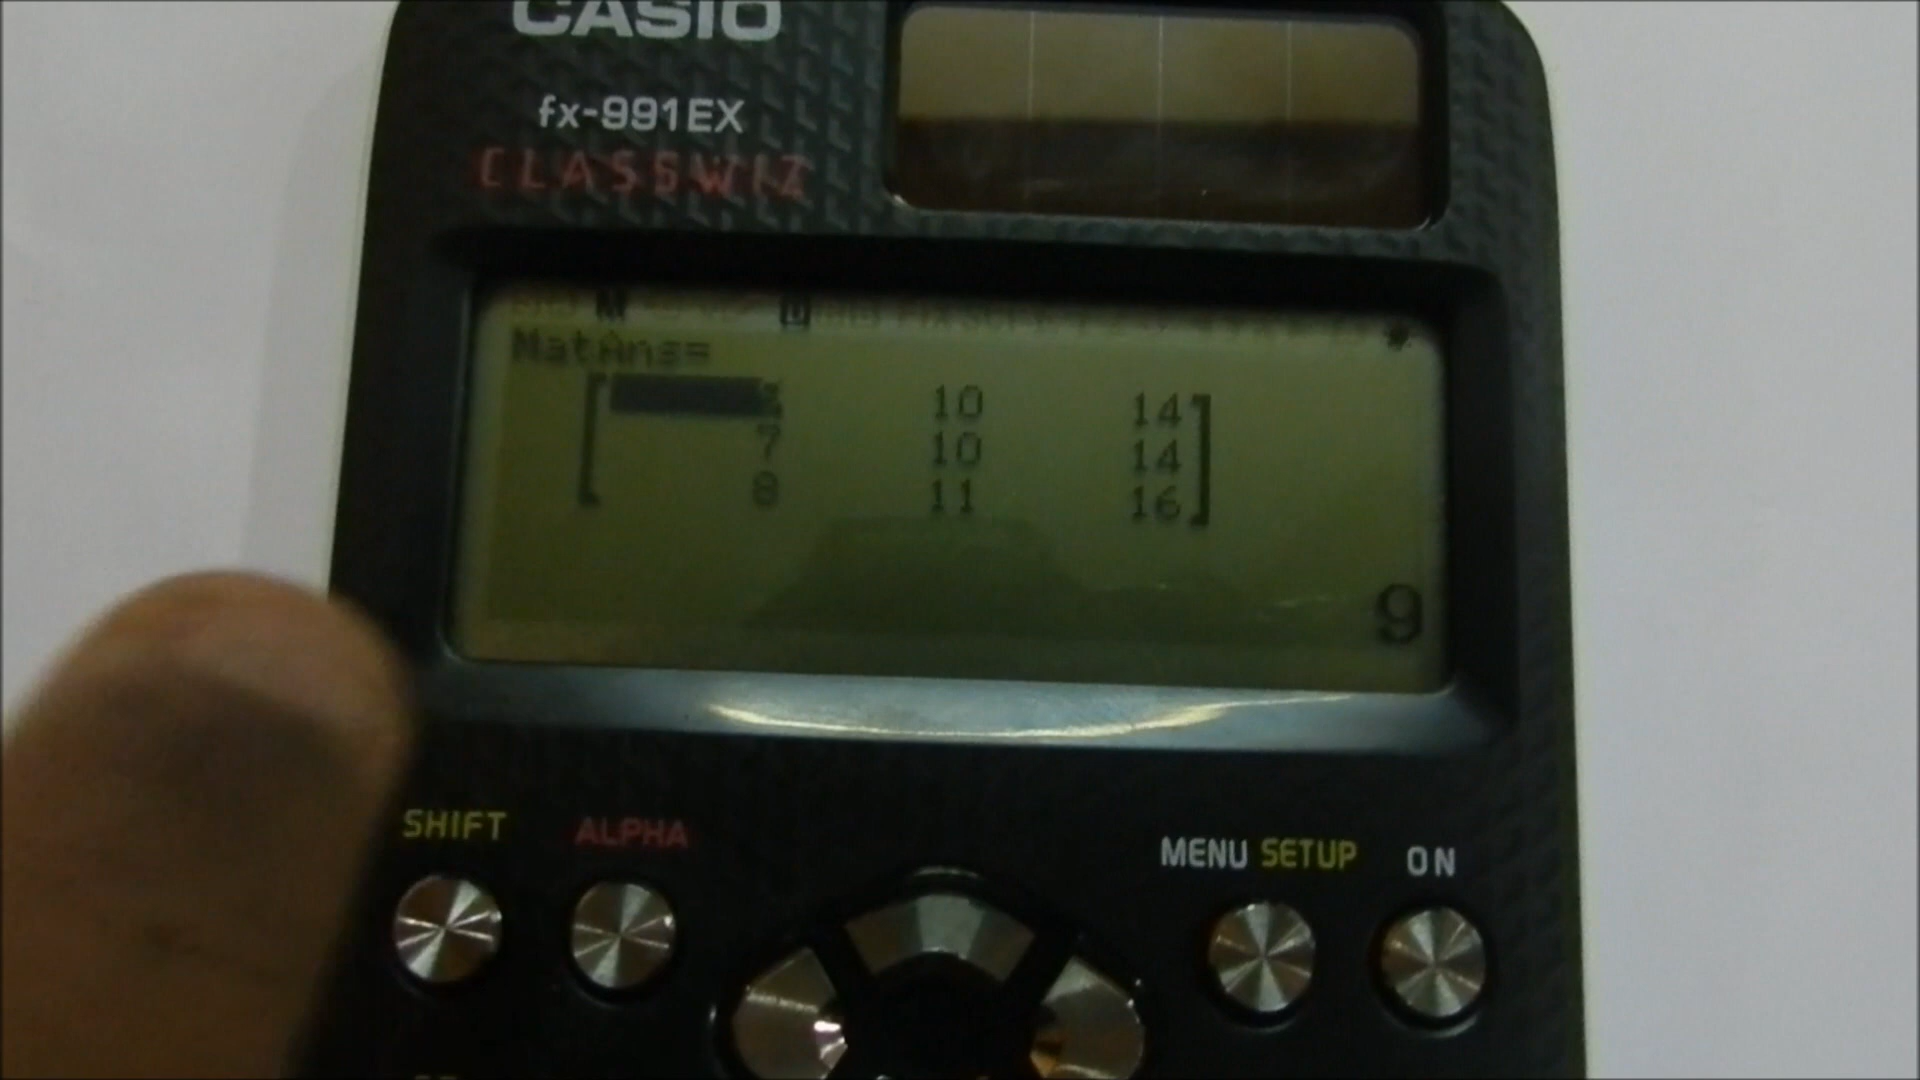 CASIO
fx-991EX
CLASSWIZ
MatAns=
10 14
7 10 14
8 11 16
9
SHIFT ALPHA MENU SETUP ON